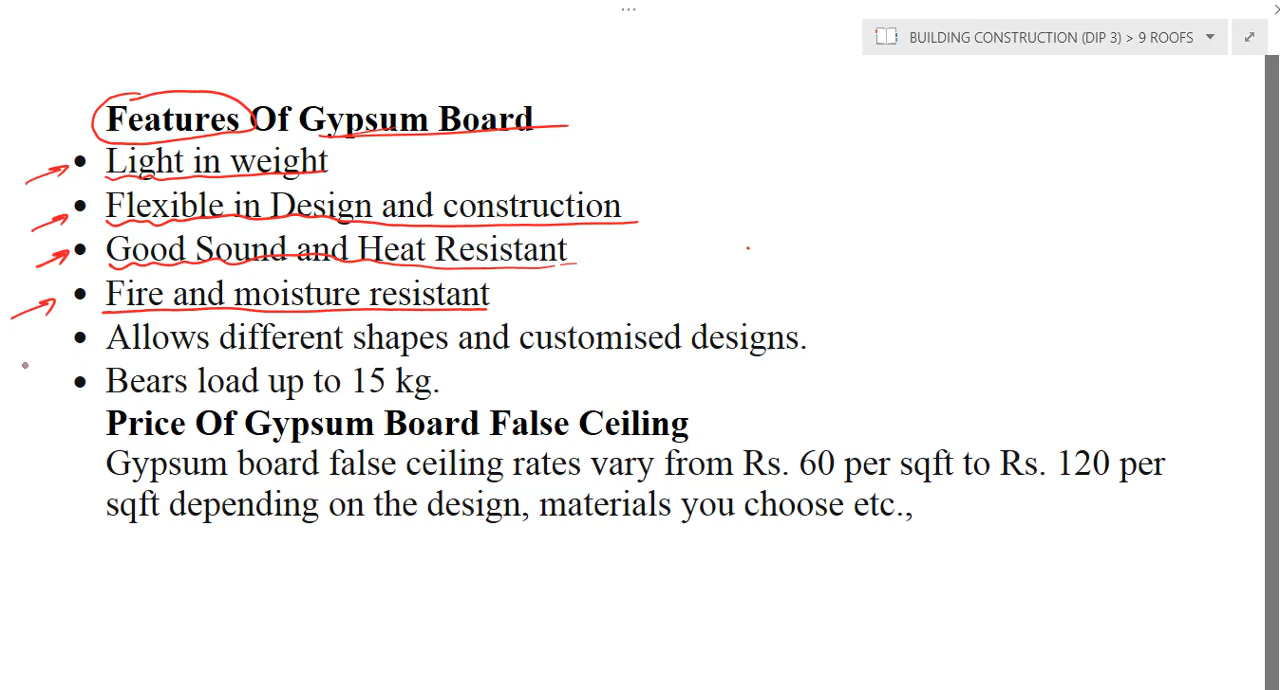 ...
BUILDING CONSTRUCTION (DIP 3) > 9 ROOFS
Features Of Gypsum Board
• Light in weight
• Flexible in Design and construction
• Good Sound and Heat Resistant
• Fire and moisture resistant
• Allows different shapes and customised designs.
• Bears load up to 15 kg.
Price Of Gypsum Board False Ceiling
Gypsum board false ceiling rates vary from Rs. 60 per sqft to Rs. 120 per
sqft depending on the design, materials you choose etc.,